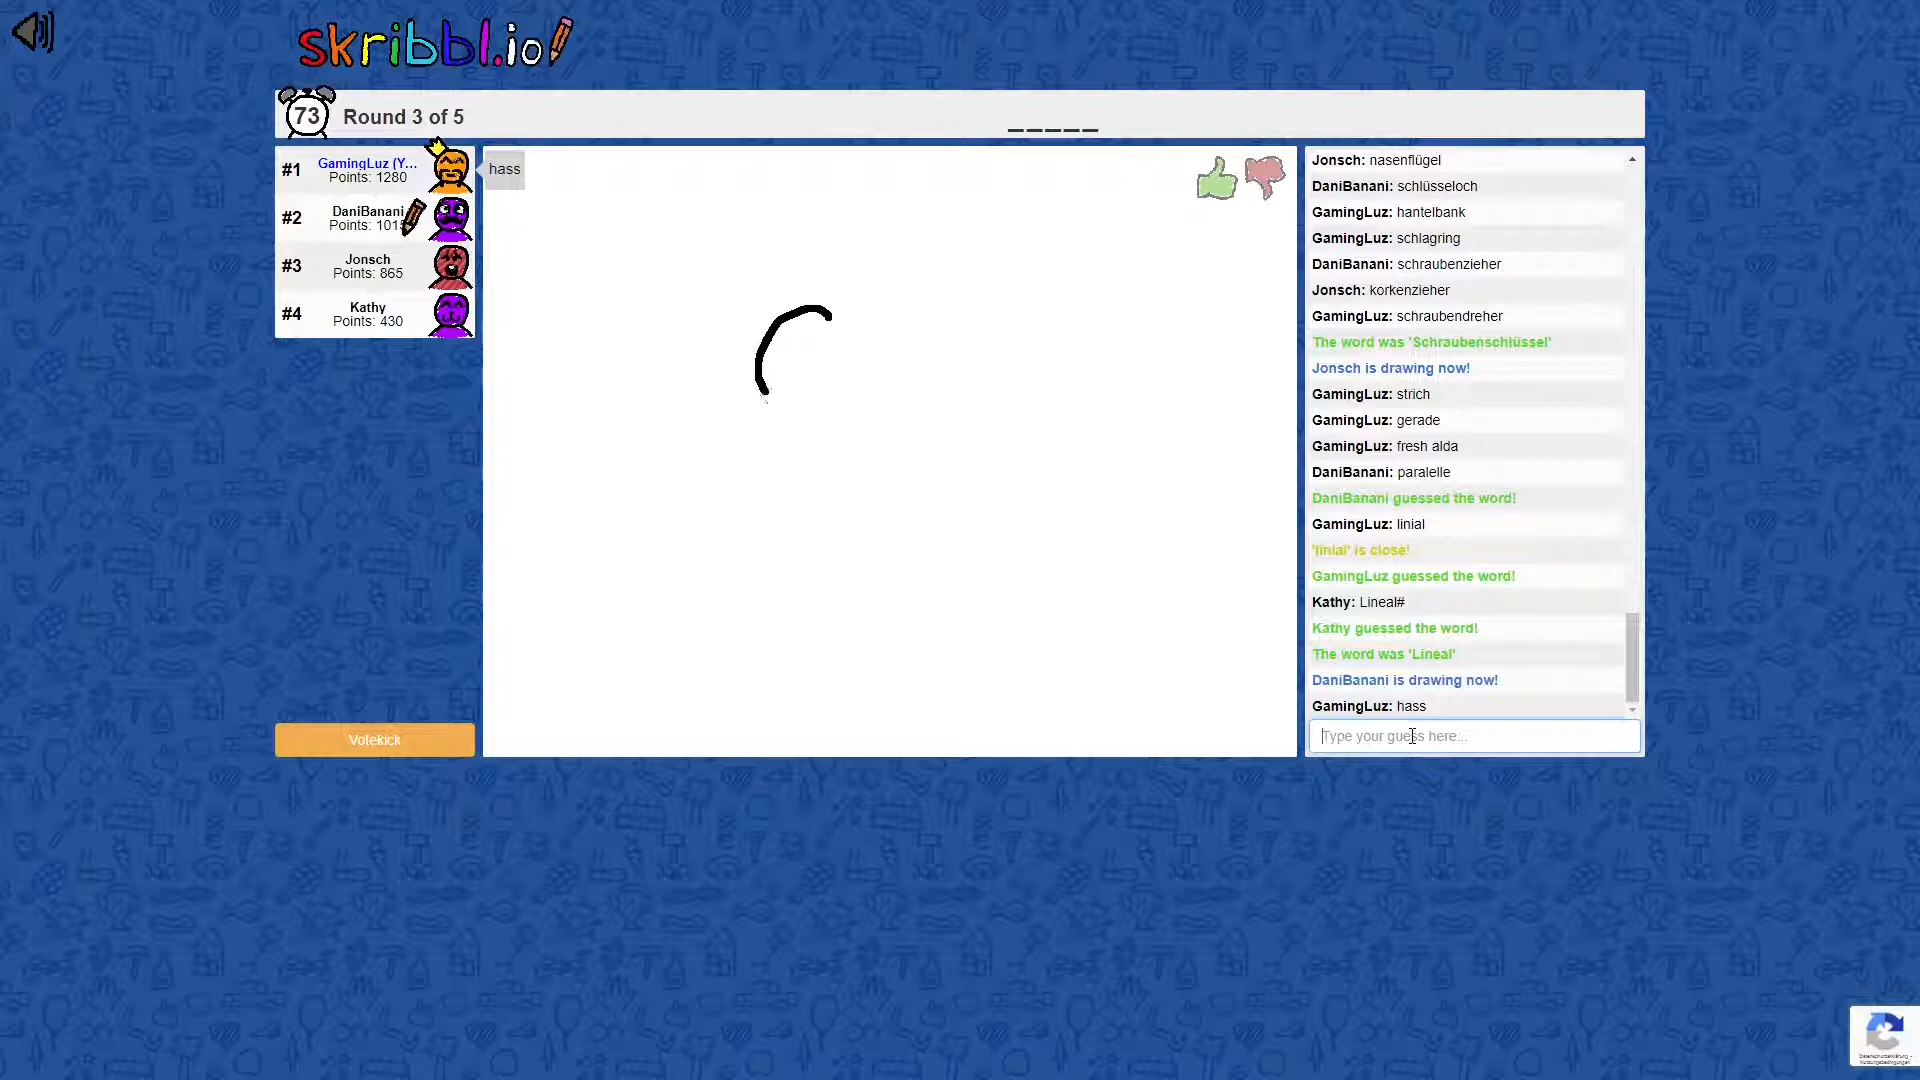 skribbl.io
73
Round 3 of 5
_____
#1
GamingLuz (Y...
Points: 1280
#2
DaniBanani
Points: 1015
#3
Jonsch
Points: 865
#4
Kathy
Points: 430
Votekick
hass
Jonsch: nasenflügel
DaniBanani: schlüsseloch
GamingLuz: hantelbank
GamingLuz: schlagring
DaniBanani: schraubenzieher
Jonsch: korkenzieher
GamingLuz: schraubendreher
The word was 'Schraubenschlüssel'
Jonsch is drawing now!
GamingLuz: strich
GamingLuz: gerade
GamingLuz: fresh alda
DaniBanani: paralelle
DaniBanani guessed the word!
GamingLuz: linial
'linial' is close!
GamingLuz guessed the word!
Kathy: Lineal#
Kathy guessed the word!
The word was 'Lineal'
DaniBanani is drawing now!
GamingLuz: hass
Type your guess here...
Datenschutzerklärung -
Nutzungsbedingungen